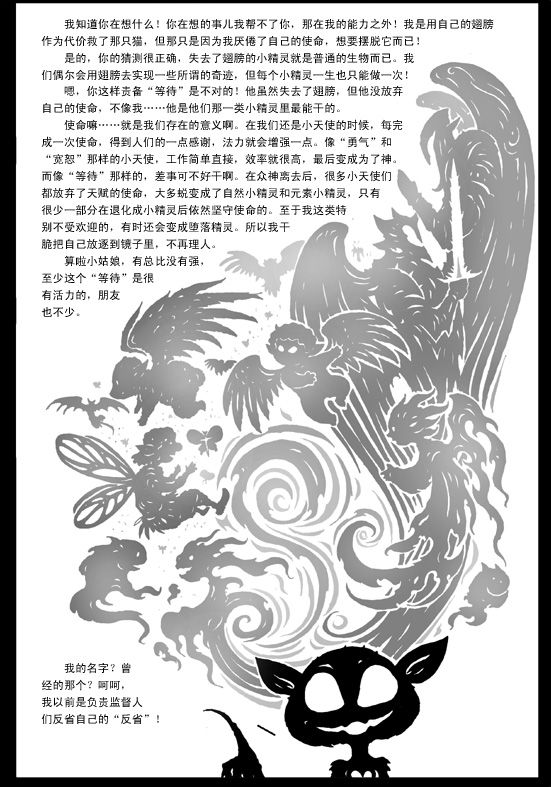 我知道你在想什么！你在想的事儿我帮不了你，那在我的能力之外！我是用自己的翅膀
作为代价救了那只猫，但那只是因为我厌倦了自己的使命，想要摆脱它而已！
是的，你的猜测很正确，失去了翅膀的小精灵就是普通的生物而已。我
们偶尔会用翅膀去实现一些所谓的奇迹，但每个小精灵一生也只能做一次！
嗯，你这样责备“等待”是不对的！他虽然失去了翅膀，但他没放弃
自己的使命，不像我……他是他们那一类小精灵里最能干的。
使命嘛……就是我们存在的意义啊。在我们还是小天使的时候，每完
成一次使命，得到人们的一点感谢，法力就会增强一点。像“勇气”和
“宽恕”那样的小天使，工作简单直接，效率就很高，最后变成为了神。
而像“等待”那样的，差事可不好干啊。在众神离去后，很多小天使们
都放弃了天赋的使命，大多蜕变成了自然小精灵和元素小精灵，只有
很少一部分在退化成小精灵后依然坚守使命的。至于我这类特
别不受欢迎的，有时还会变成堕落精灵。所以我干
脆把自己放逐到镜子里，不再理人。
算啦小姑娘，有总比没有强，
至少这个“等待”是很
有活力的，朋友
也不少。
我的名字？曾
经的那个？呵呵，
我以前是负责监督人
们反省自己的“反省”！